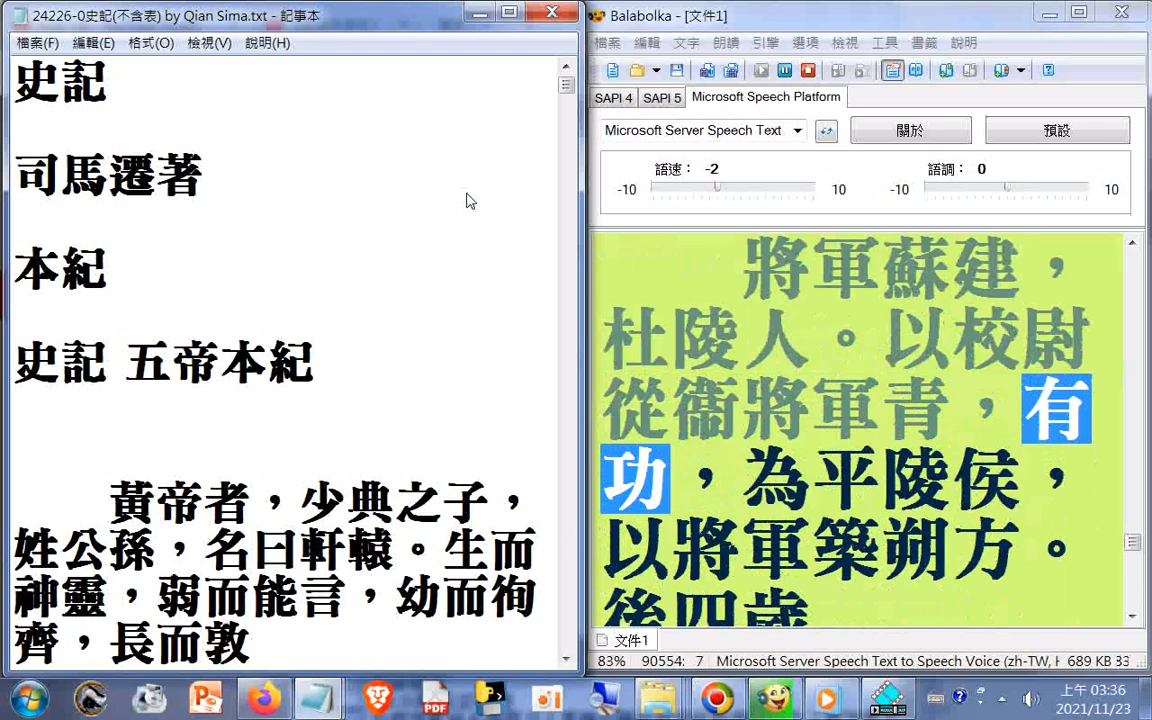 24226-0史記(不含表) by Qian Sima.txt - 記事本
檔案(F) 編輯(E) 格式(O) 檢視(V) 說明(H)
史記
司馬遷著
本紀
史記 五帝本紀
黃帝者，少典之子，
姓公孫，名曰軒轅。生而
神靈，弱而能言，幼而徇
齊，長而敦
Balabolka - [文件1]
檔案 編輯 文字 朗讀 引擎 選項 檢視 工具 書籤 說明
SAPI 4 SAPI 5 Microsoft Speech Platform
Microsoft Server Speech Text 關於 預設
語速： -2 語調： 0
-10 10 -10 10
將軍蘇建，
杜陵人。以校尉
從衞將軍青，有
功，為平陵侯，
以將軍築朔方。
後四歲
文件1
83% 90554: 7 Microsoft Server Speech Text to Speech Voice (zh-TW, H 689 KB 33
PDF
上午 03:36
2021/11/23